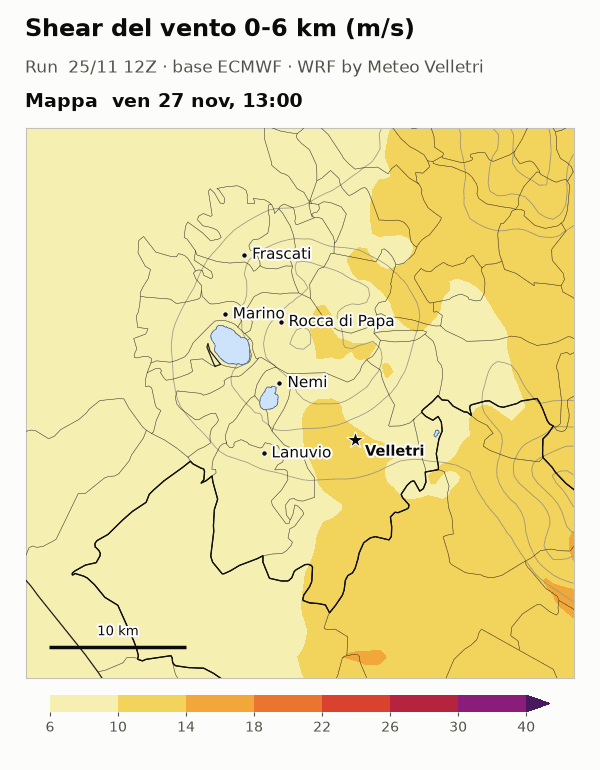 Shear del vento 0-6 km (m/s)
Run  25/11 12Z · base ECMWF · WRF by Meteo Velletri
Mappa  ven 27 nov, 13:00
Frascati
Marino
Rocca di Papa
Nemi
Velletri
Lanuvio
10 km
6 10 14 18 22 26 30 40